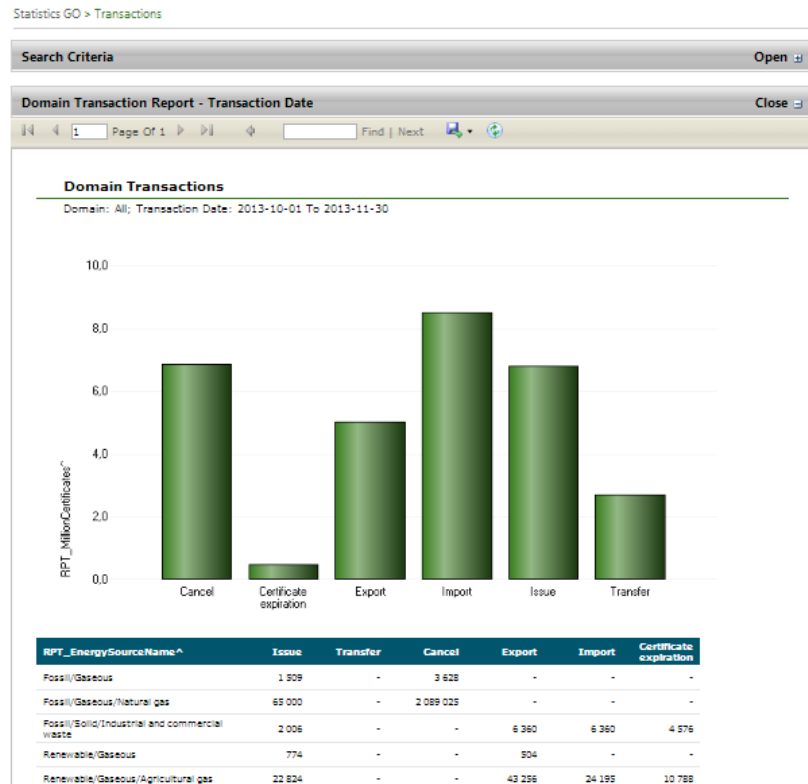 Statistics GO > Transactions
Search Criteria Open
Domain Transaction Report - Transaction Date Close
1 Page Of 1 Find | Next
Domain Transactions
Domain: All; Transaction Date: 2013-10-01 To 2013-11-30
10,0
8,0
6,0
4,0
2,0
0,0
RPT_MillionCertificates^
Cancel Certificate expiration Export Import Issue Transfer
RPT_EnergySourceName^ Issue Transfer Cancel Export Import Certificate expiration
Fossil/Gaseous 1 509 - 3 628 - - -
Fossil/Gaseous/Natural gas 65 000 - 2 089 025 - - -
Fossil/Solid/Industrial and commercial waste 2 006 - - 6 360 6 360 4 576
Renewable/Gaseous 774 - - 504 - -
Renewable/Gaseous/Agricultural gas 22 824 - - 43 256 24 195 10 788